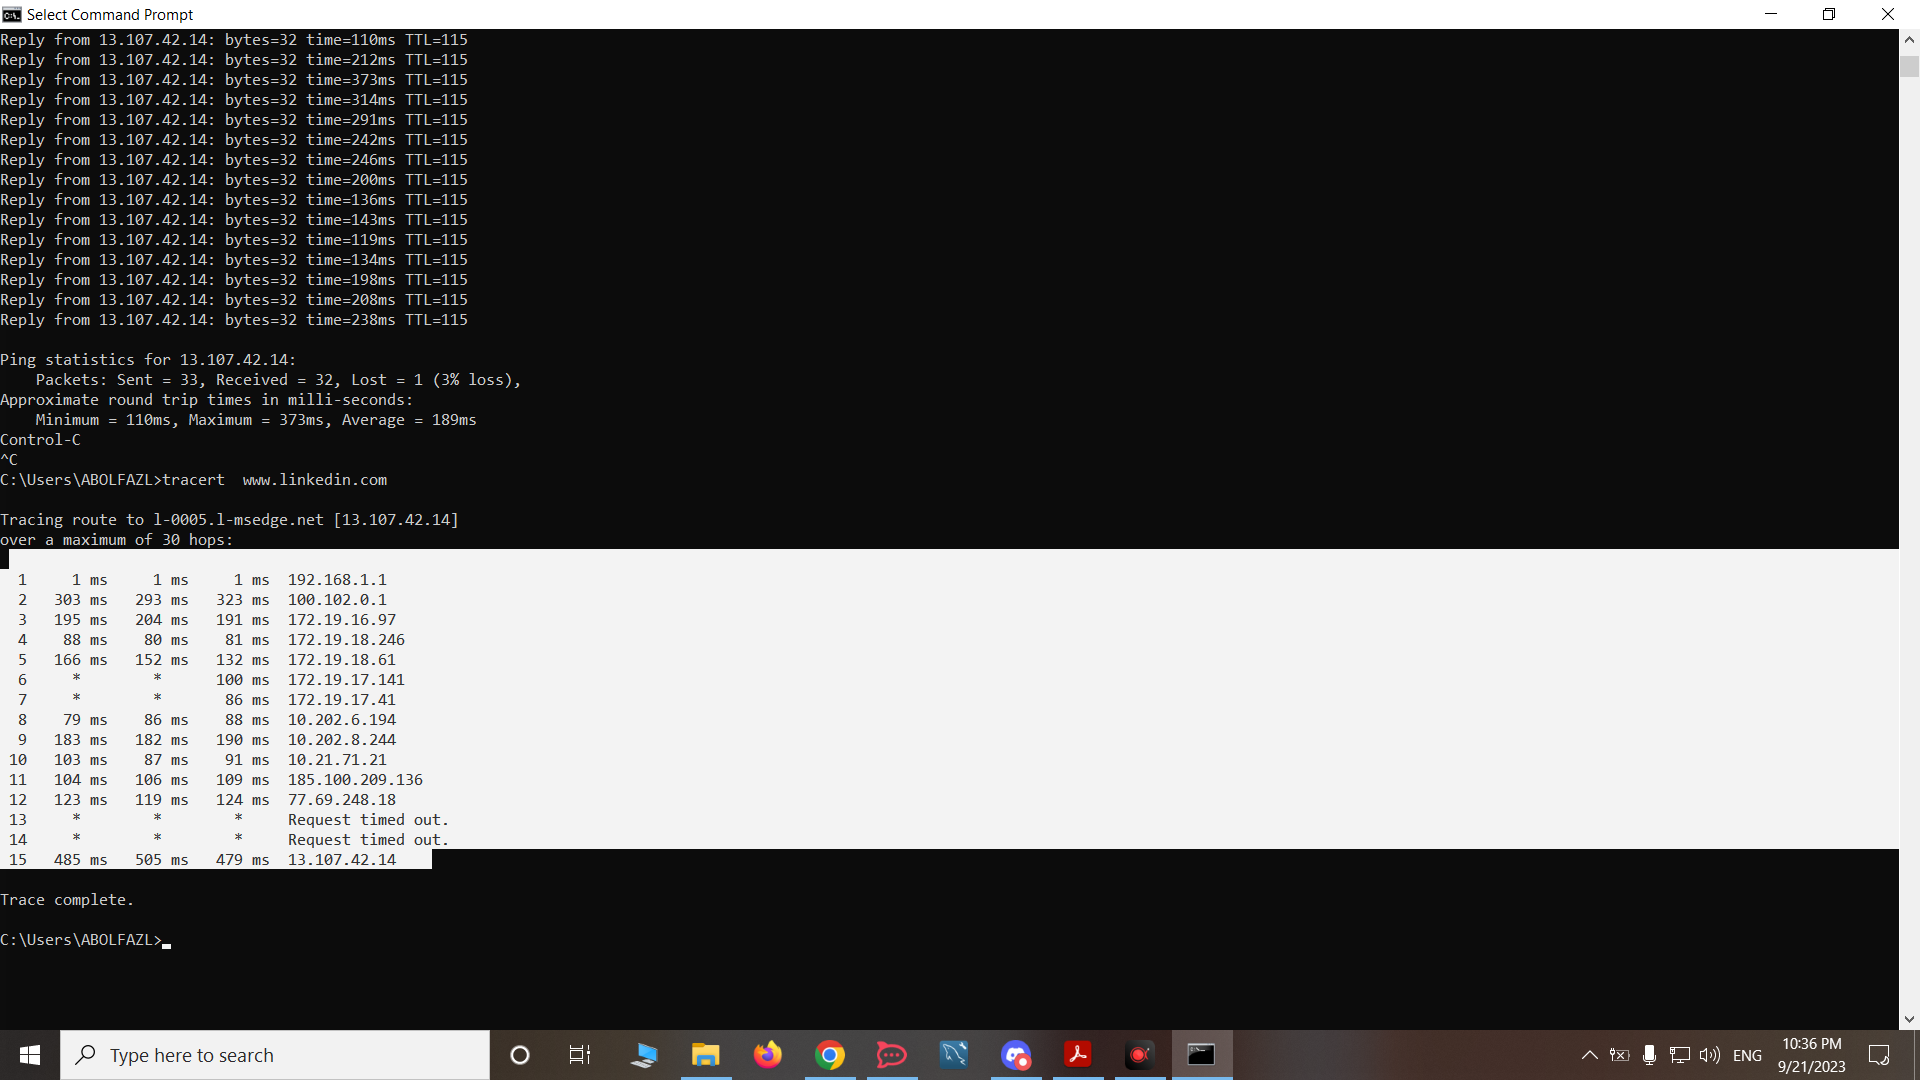 Select Command Prompt
Reply from 13.107.42.14: bytes=32 time=110ms TTL=115
Reply from 13.107.42.14: bytes=32 time=212ms TTL=115
Reply from 13.107.42.14: bytes=32 time=373ms TTL=115
Reply from 13.107.42.14: bytes=32 time=314ms TTL=115
Reply from 13.107.42.14: bytes=32 time=291ms TTL=115
Reply from 13.107.42.14: bytes=32 time=242ms TTL=115
Reply from 13.107.42.14: bytes=32 time=246ms TTL=115
Reply from 13.107.42.14: bytes=32 time=200ms TTL=115
Reply from 13.107.42.14: bytes=32 time=136ms TTL=115
Reply from 13.107.42.14: bytes=32 time=143ms TTL=115
Reply from 13.107.42.14: bytes=32 time=119ms TTL=115
Reply from 13.107.42.14: bytes=32 time=134ms TTL=115
Reply from 13.107.42.14: bytes=32 time=198ms TTL=115
Reply from 13.107.42.14: bytes=32 time=208ms TTL=115
Reply from 13.107.42.14: bytes=32 time=238ms TTL=115
Ping statistics for 13.107.42.14:
    Packets: Sent = 33, Received = 32, Lost = 1 (3% loss),
Approximate round trip times in milli-seconds:
    Minimum = 110ms, Maximum = 373ms, Average = 189ms
Control-C
^C
C:\Users\ABOLFAZL>tracert  www.linkedin.com
Tracing route to l-0005.l-msedge.net [13.107.42.14]
over a maximum of 30 hops:
  1     1 ms     1 ms     1 ms  192.168.1.1
  2   303 ms   293 ms   323 ms  100.102.0.1
  3   195 ms   204 ms   191 ms  172.19.16.97
  4    88 ms    80 ms    81 ms  172.19.18.246
  5   166 ms   152 ms   132 ms  172.19.18.61
  6     *        *      100 ms  172.19.17.141
  7     *        *       86 ms  172.19.17.41
  8    79 ms    86 ms    88 ms  10.202.6.194
  9   183 ms   182 ms   190 ms  10.202.8.244
 10   103 ms    87 ms    91 ms  10.21.71.21
 11   104 ms   106 ms   109 ms  185.100.209.136
 12   123 ms   119 ms   124 ms  77.69.248.18
 13     *        *        *     Request timed out.
 14     *        *        *     Request timed out.
 15   485 ms   505 ms   479 ms  13.107.42.14
Trace complete.
C:\Users\ABOLFAZL>
Type here to search
ENG
10:36 PM
9/21/2023